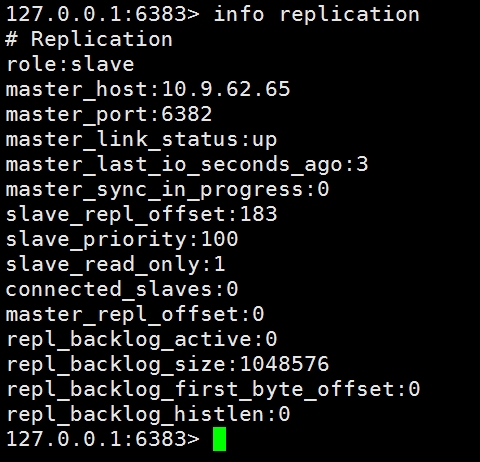 127.0.0.1:6383> info replication
# Replication
role:slave
master_host:10.9.62.65
master_port:6382
master_link_status:up
master_last_io_seconds_ago:3
master_sync_in_progress:0
slave_repl_offset:183
slave_priority:100
slave_read_only:1
connected_slaves:0
master_repl_offset:0
repl_backlog_active:0
repl_backlog_size:1048576
repl_backlog_first_byte_offset:0
repl_backlog_histlen:0
127.0.0.1:6383>